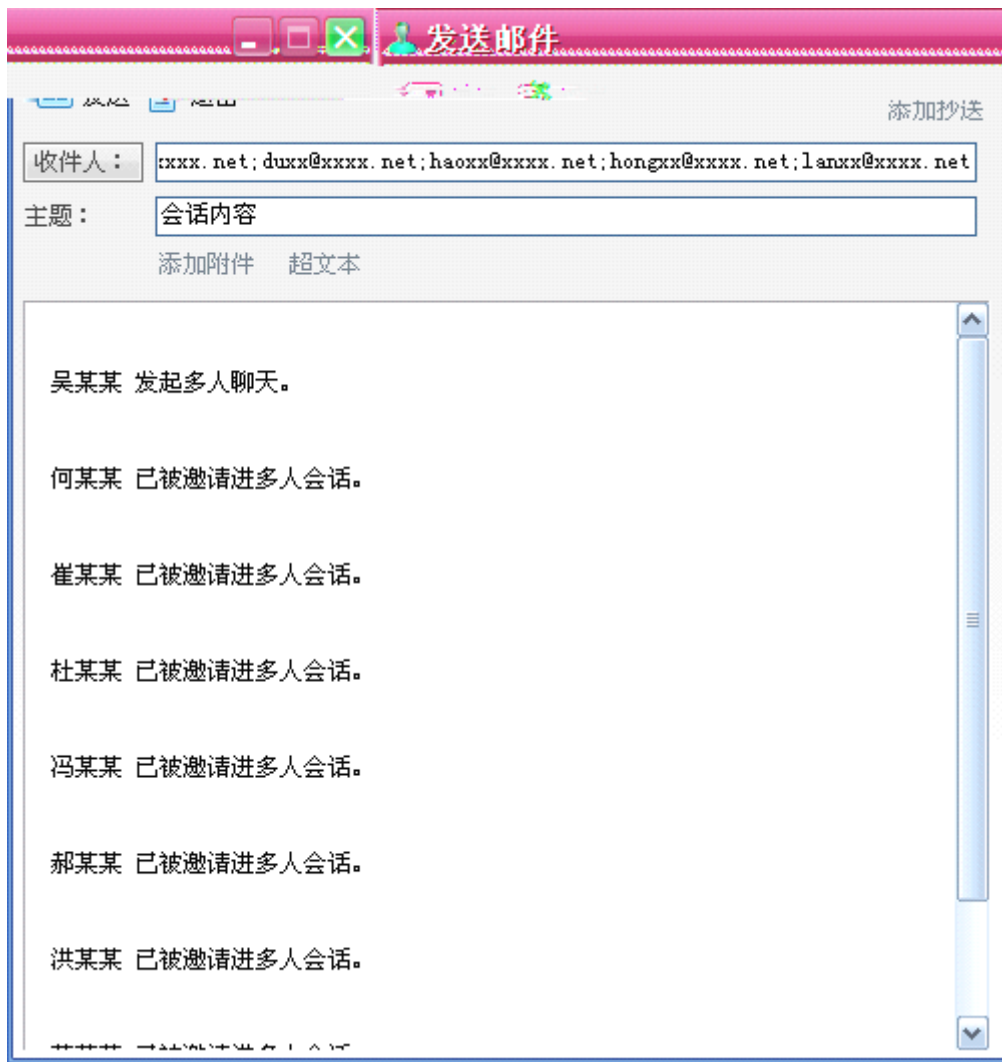 发送邮件
添加抄送
收件人：
xxx.net;duxx@xxxx.net;haoxx@xxxx.net;hongxx@xxxx.net;lanxx@xxxx.net
主题：
会话内容
添加附件 超文本
吴某某 发起多人聊天。
何某某 已被邀请进多人会话。
崔某某 已被邀请进多人会话。
杜某某 已被邀请进多人会话。
冯某某 已被邀请进多人会话。
郝某某 已被邀请进多人会话。
洪某某 已被邀请进多人会话。